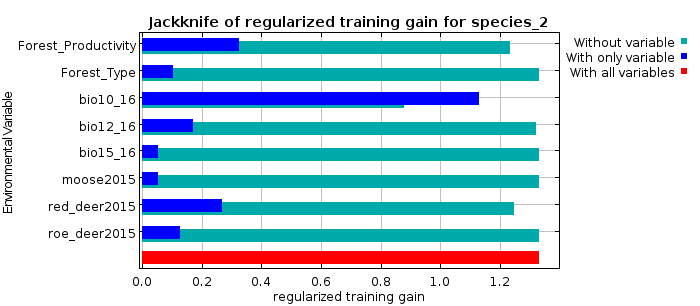 Jackknife of regularized training gain for species_2
Environmental Variable
Forest_Productivity
Forest_Type
bio10_16
bio12_16
bio15_16
moose2015
red_deer2015
roe_deer2015
0.0 0.2 0.4 0.6 0.8 1.0 1.2
regularized training gain
Without variable
With only variable
With all variables